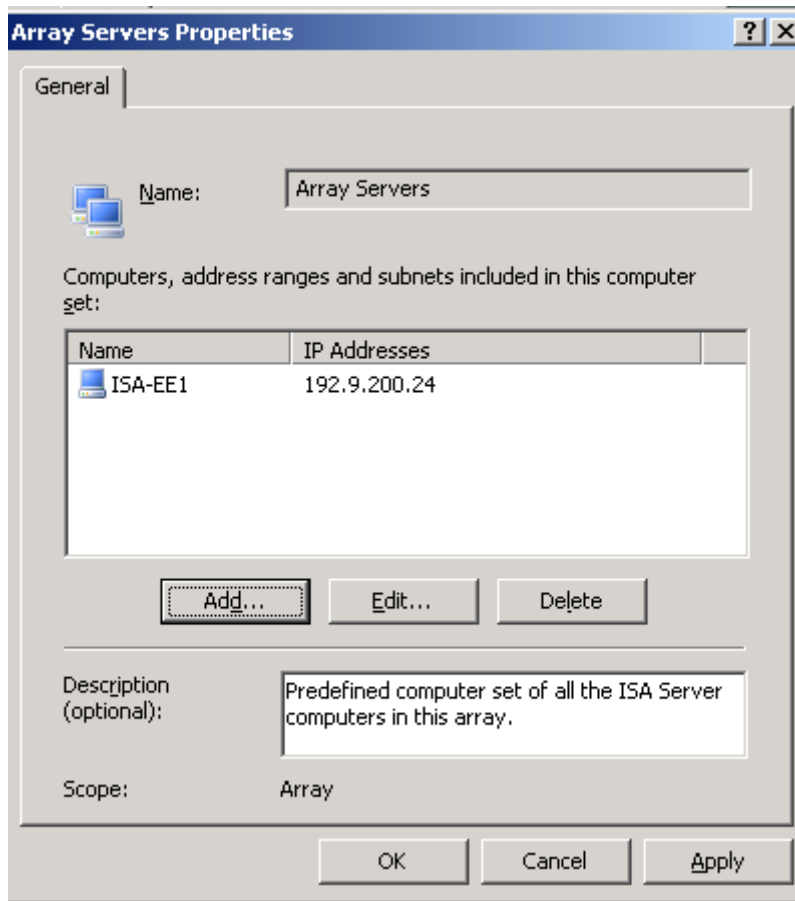 Array Servers Properties
General
Name:
Array Servers
Computers, address ranges and subnets included in this computer
set:
Name IP Addresses
ISA-EE1 192.9.200.24
Add... Edit... Delete
Description
(optional):
Predefined computer set of all the ISA Server
computers in this array.
Scope: Array
OK Cancel Apply